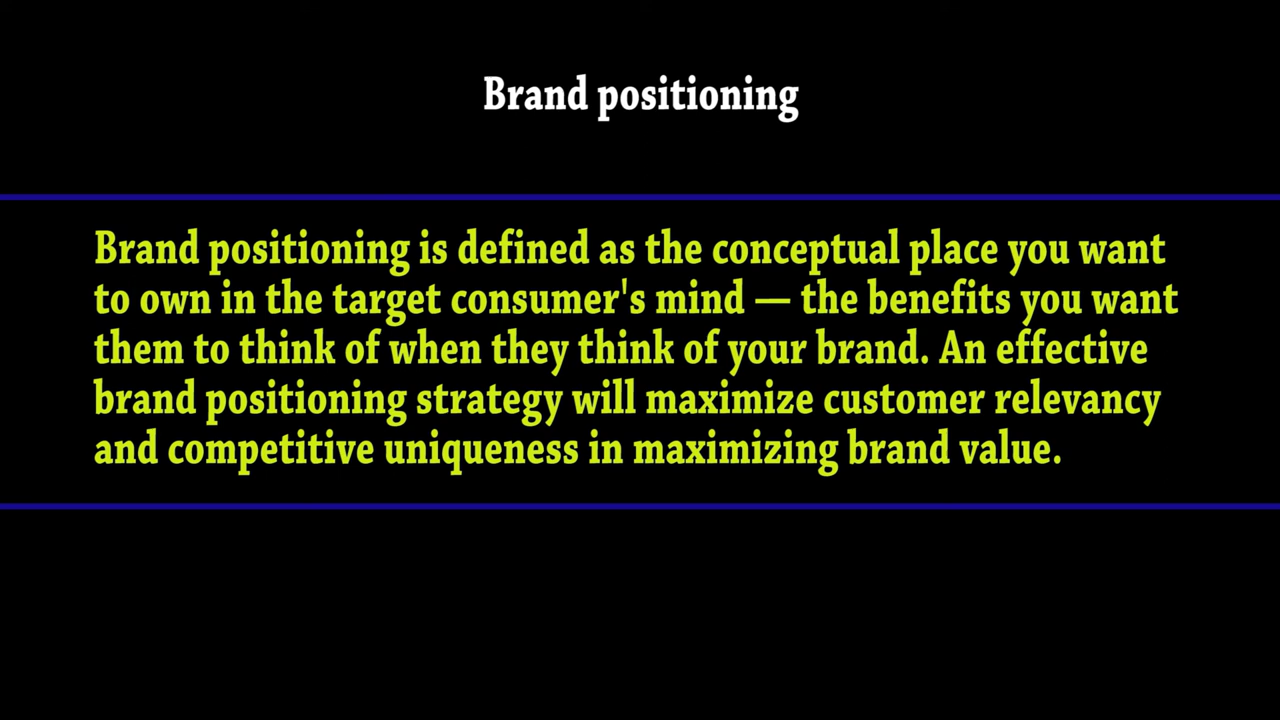 Brand positioning
Brand positioning is defined as the conceptual place you want
to own in the target consumer's mind — the benefits you want
them to think of when they think of your brand. An effective
brand positioning strategy will maximize customer relevancy
and competitive uniqueness in maximizing brand value.